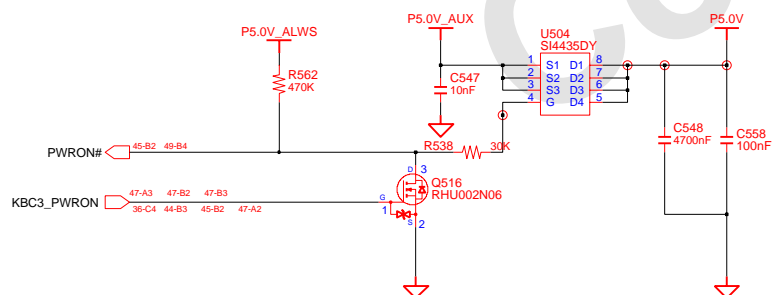 P5.0V_AUX
P5.0V
U504
SI4435DY
P5.0V_ALWS
1 S1 D1 8
2 S2 D2 7
3 S3 D3 6
4 G D4 5
R562
470K
C547
10nF
C548
4700nF
C558
100nF
R538 30K
PWRON# 45-B2 49-B4
D 3
Q516
RHU002N06
47-A3 47-B2 47-B3
KBC3_PWRON
G
36-C4 44-B3 45-B2 47-A2
1
S 2